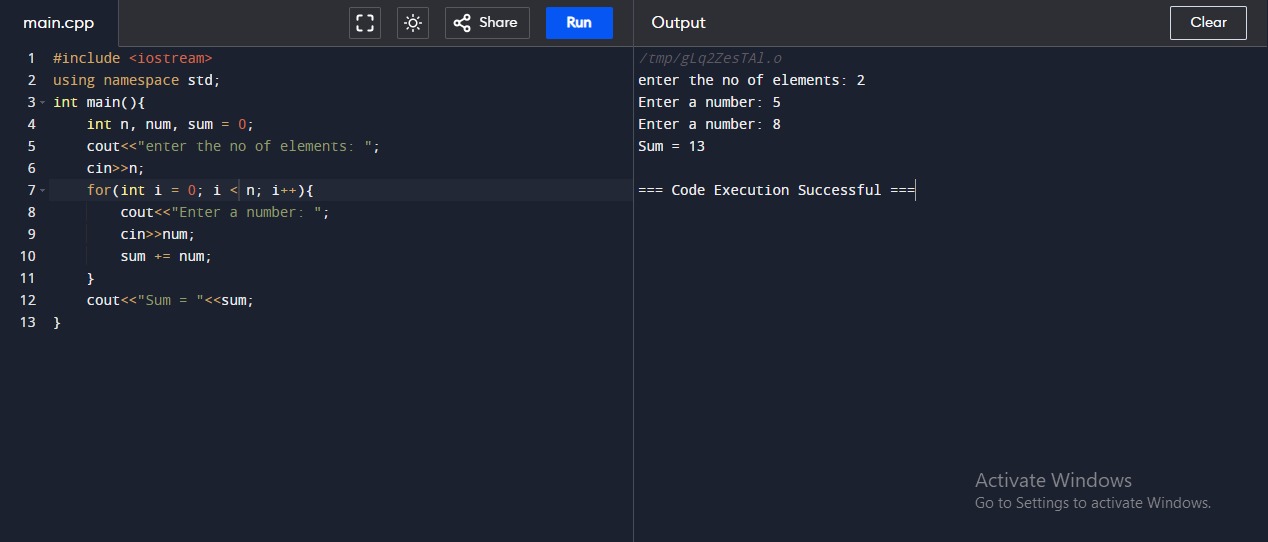 main.cpp Share Run Output Clear
1 #include <iostream>
2 using namespace std;
3 int main(){
4     int n, num, sum = 0;
5     cout<<"enter the no of elements: ";
6     cin>>n;
7     for(int i = 0; i < n; i++){
8         cout<<"Enter a number: ";
9         cin>>num;
10         sum += num;
11     }
12     cout<<"Sum = "<<sum;
13 }
/tmp/gLq2ZesTAl.o
enter the no of elements: 2
Enter a number: 5
Enter a number: 8
Sum = 13
=== Code Execution Successful ===
Activate Windows
Go to Settings to activate Windows.